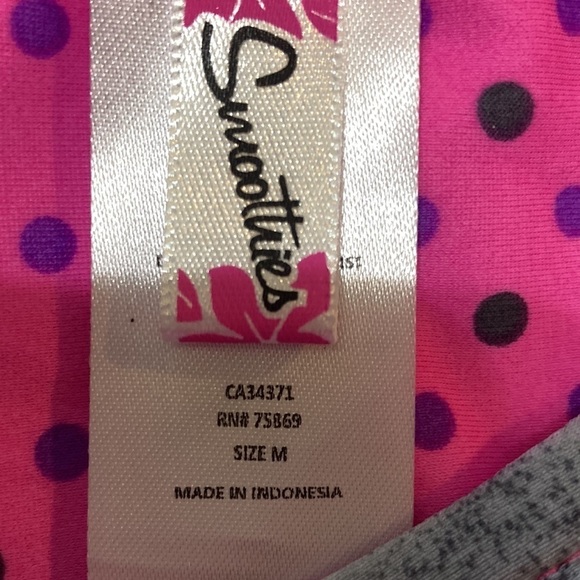 Smoothies
CA34371
RN# 75869
SIZE M
MADE IN INDONESIA